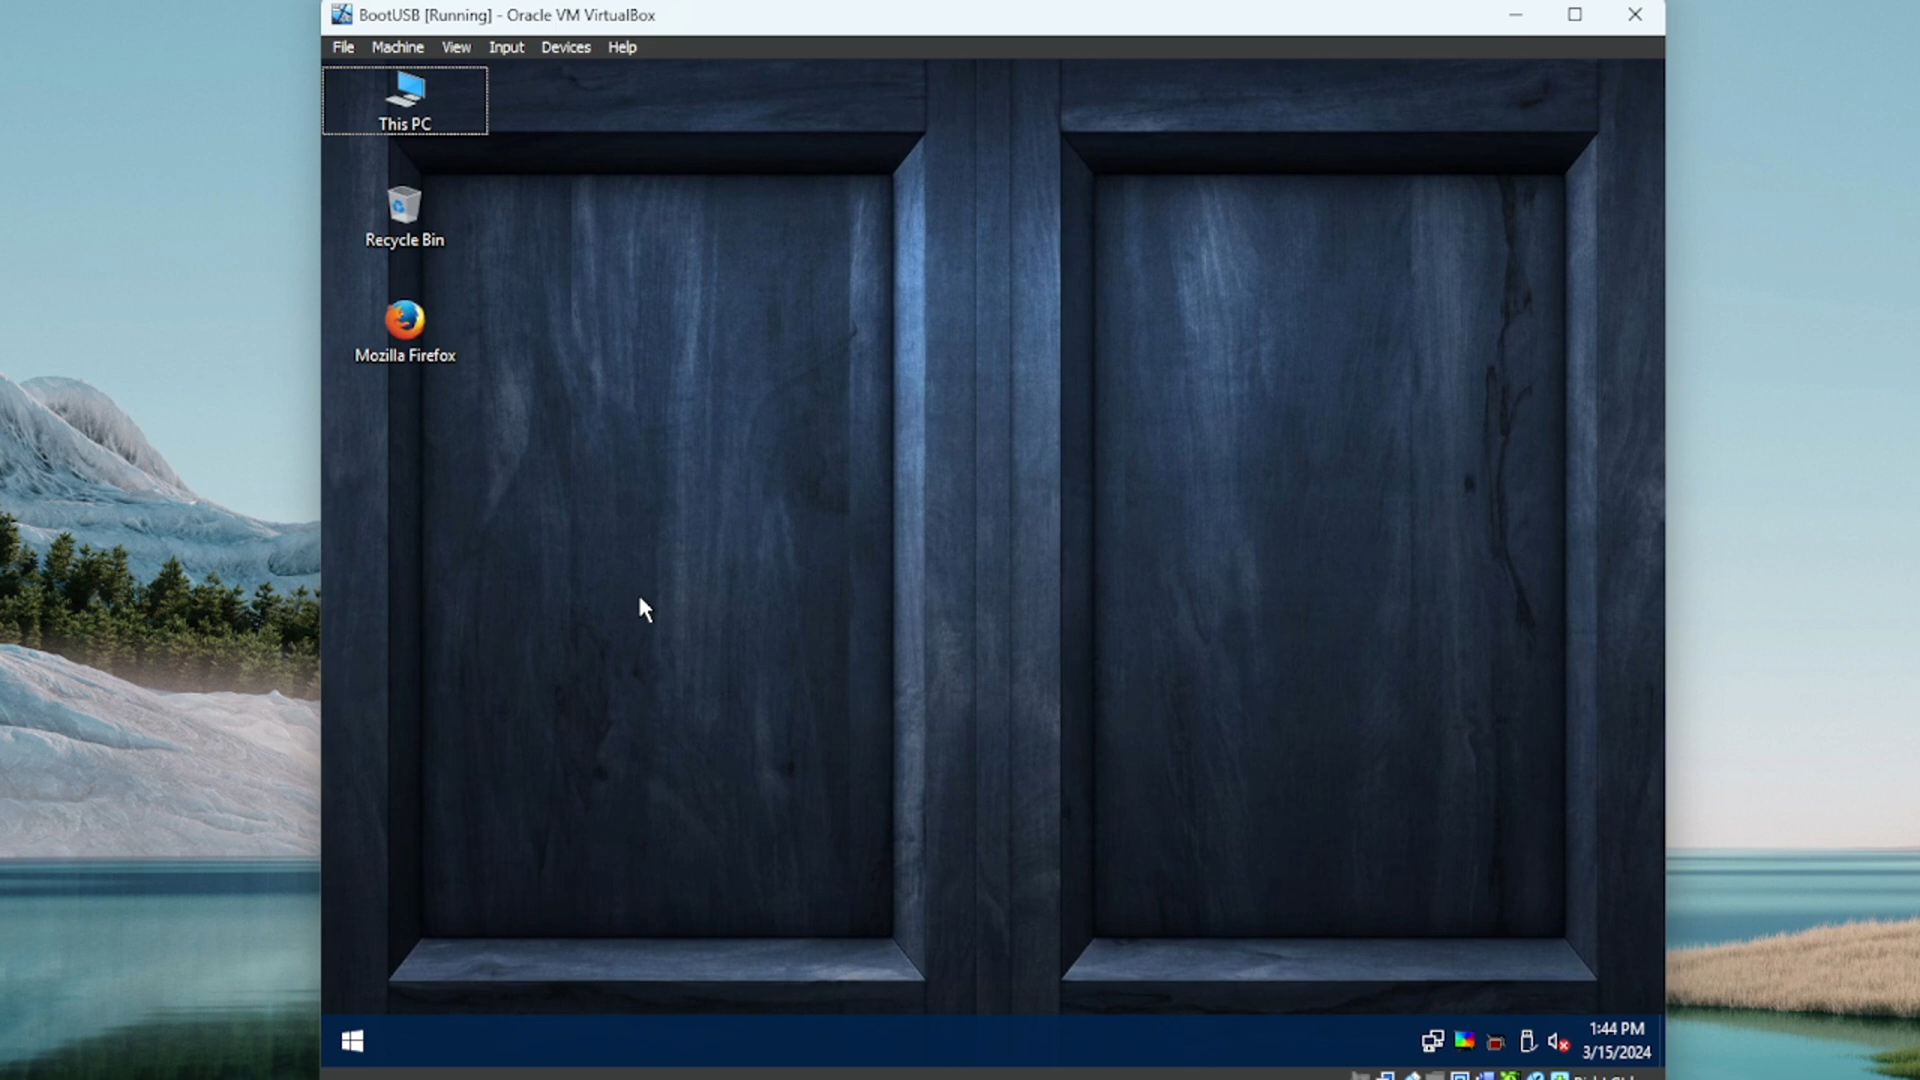 BootUSB [Running] - Oracle VM VirtualBox
File Machine View Input Devices Help
This PC
Recycle Bin
Mozilla Firefox
1:44 PM
3/15/2024